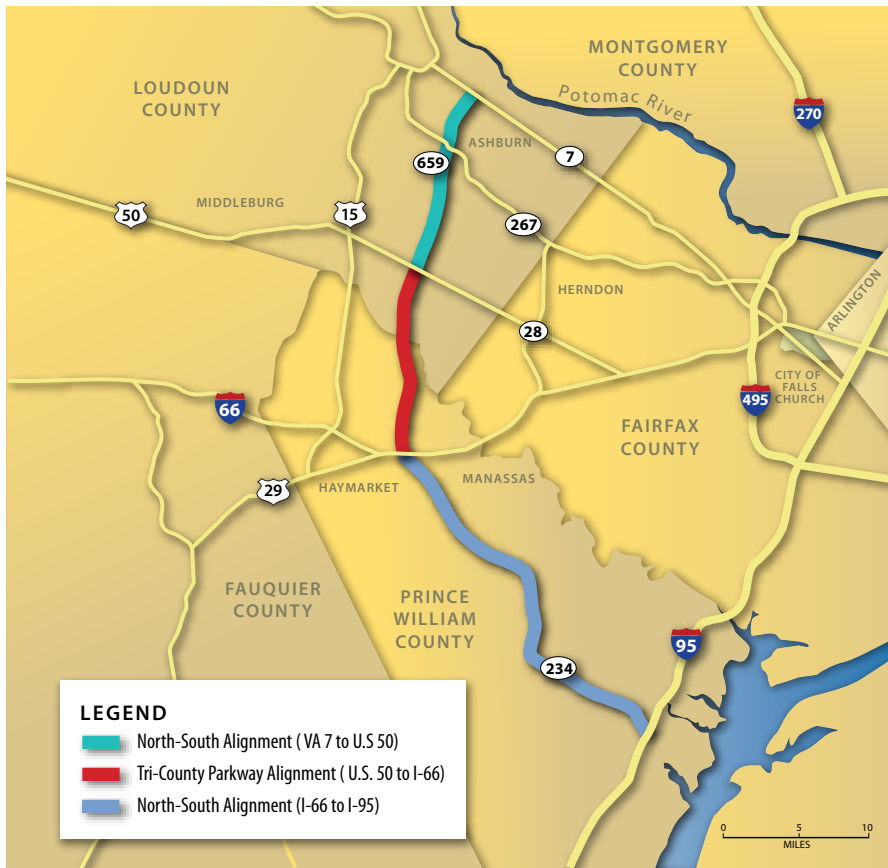 MONTGOMERY
COUNTY
LOUDOUN
COUNTY
Potomac River
270
ASHBURN
659
7
MIDDLEBURG
50
15
267
HERNDON
ARLINGTON
28
CITY OF
FALLS
CHURCH
495
66
FAIRFAX
COUNTY
MANASSAS
HAYMARKET
29
FAUQUIER
COUNTY
PRINCE
WILLIAM
COUNTY
95
234
LEGEND
North-South Alignment ( VA 7 to U.S 50)
Tri-County Parkway Alignment ( U.S. 50 to I-66)
North-South Alignment (I-66 to I-95)
0 5 10
MILES